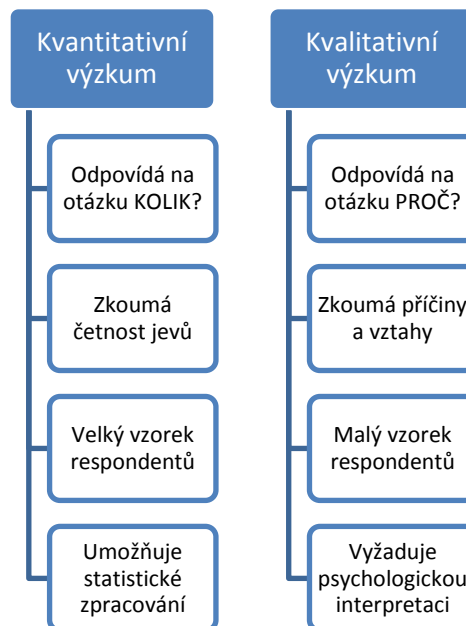 Kvantitativní
výzkum
Odpovídá na
otázku KOLIK?
Zkoumá
četnost jevů
Velký vzorek
respondentů
Umožňuje
statistické
zpracování
Kvalitativní
výzkum
Odpovídá na
otázku PROČ?
Zkoumá příčiny
a vztahy
Malý vzorek
respondentů
Vyžaduje
psychologickou
interpretaci